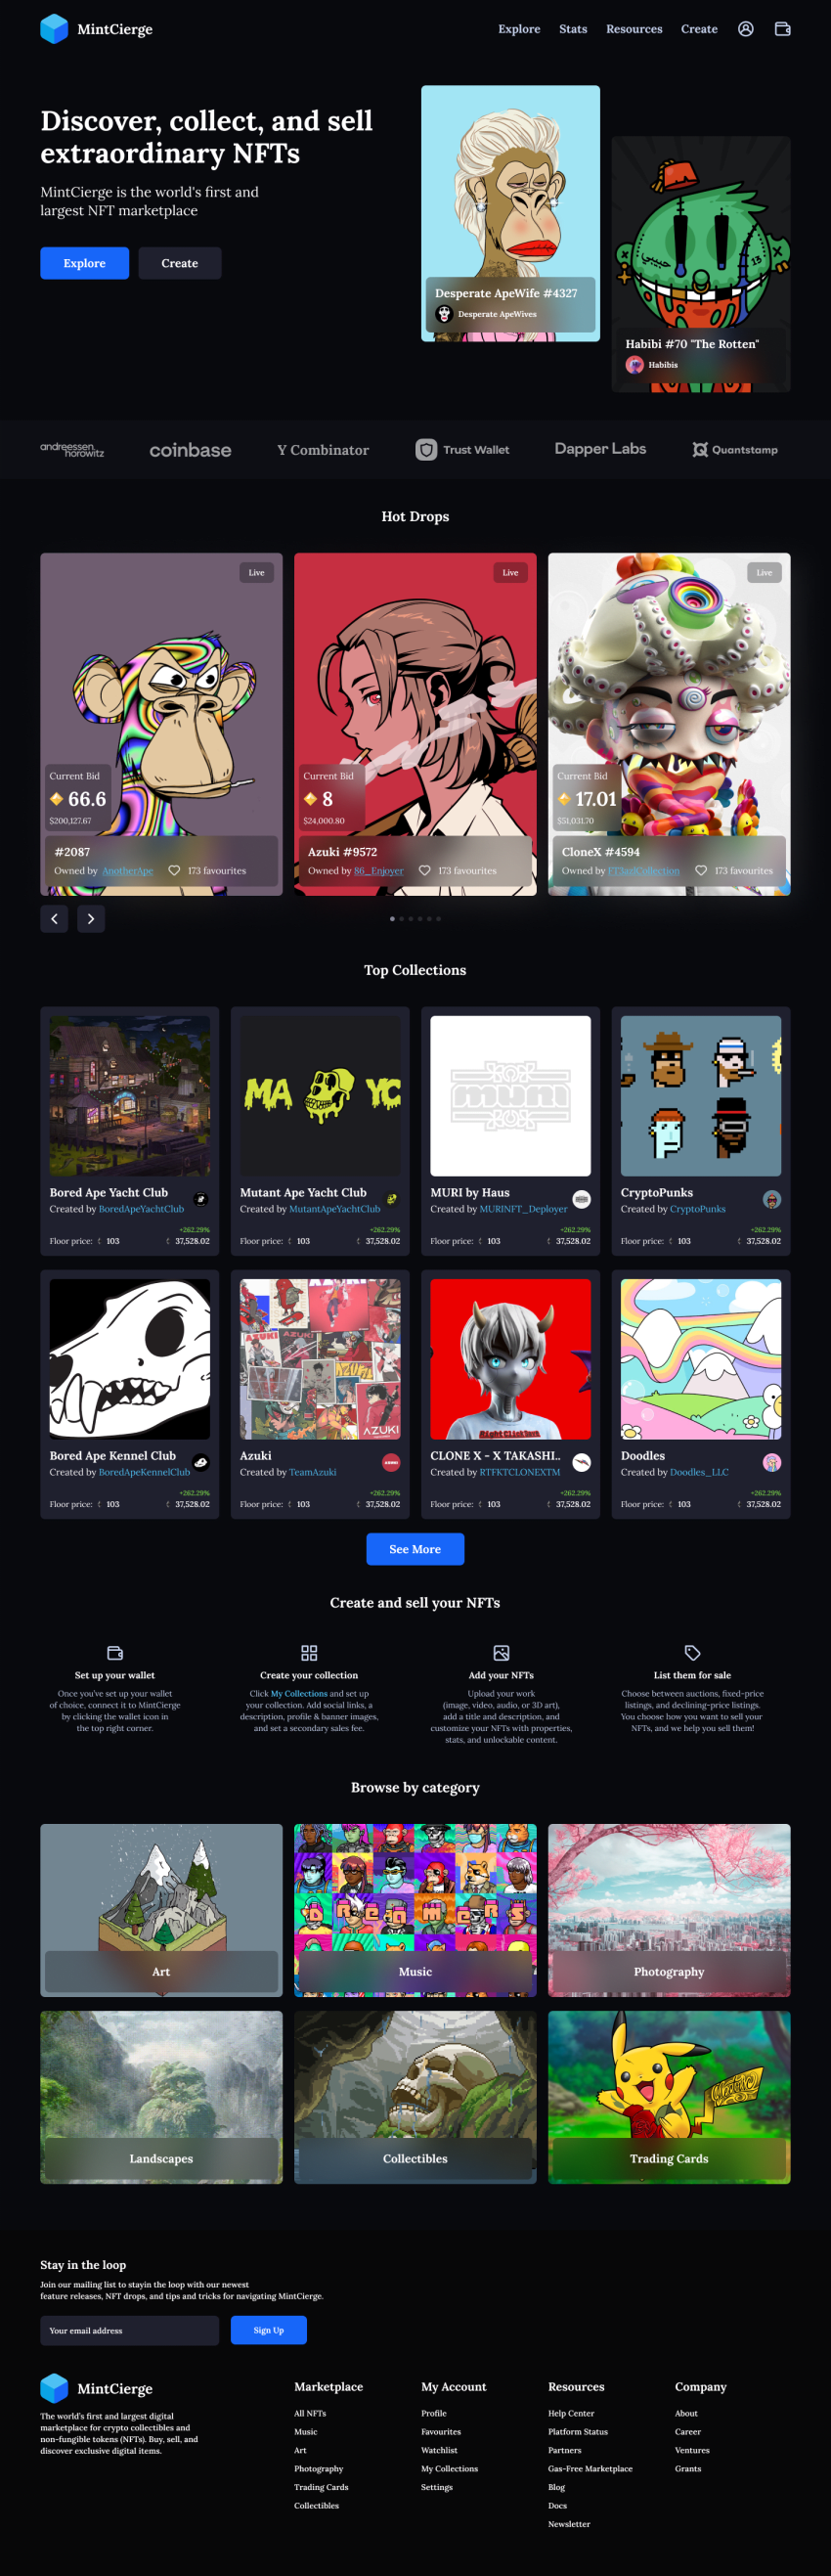 MintCierge
Explore Stats Resources Create
Discover, collect, and sell
extraordinary NFTs
MintCierge is the world's first and
largest NFT marketplace
Explore
Create
Desperate ApeWife #4327
Desperate ApeWives
Habibi #70 "The Rotten"
Habibis
andreessen.
horowitz
coinbase
Y Combinator
Trust Wallet
Dapper Labs
Quantstamp
Hot Drops
Live
Current Bid
66.6
$200,127.67
#2087
Owned by AnotherApe 173 favourites
Live
Current Bid
8
$24,000.80
Azuki #9572
Owned by 86_Enjoyer 173 favourites
Live
Current Bid
17.01
$51,031.70
CloneX #4594
Owned by 173 favourites
Top Collections
Bored Ape Yacht Club
Created by BoredApeYachtClub
+262.29%
Floor price: 103 37,528.02
MA YC
Mutant Ape Yacht Club
Created by MutantApeYachtClub
+262.29%
Floor price: 103 37,528.02
muri
MURI by Haus
Created by MURINFT_Deployer
+262.29%
Floor price: 103 37,528.02
CryptoPunks
Created by CryptoPunks
+262.29%
Floor price: 103 37,528.02
Bored Ape Kennel Club
Created by BoredApeKennelClub
+262.29%
Floor price: 103 37,528.02
AZUKI
AZUKI
AZUKI
Azuki
Created by TeamAzuki
+262.29%
Floor price: 103 37,528.02
CLONE X - X TAKASHI..
Created by RTFKTCLONEXTM
+262.29%
Floor price: 103 37,528.02
Doodles
Created by Doodles_LLC
+262.29%
Floor price: 103 37,528.02
See More
Create and sell your NFTs
Set up your wallet
Once you've set up your wallet
of choice, connect it to MintCierge
by clicking the wallet icon in
the top right corner.
Create your collection
Click My Collections and set up
your collection. Add social links, a
description, profile & banner images,
and set a secondary sales fee.
Add your NFTs
Upload your work
(image, video, audio, or 3D art),
add a title and description, and
customize your NFTs with properties,
stats, and unlockable content.
List them for sale
Choose between auctions, fixed-price
listings, and declining-price listings.
You choose how you want to sell your
NFTs, and we help you sell them!
Browse by category
Art
DREAMERS
Music
Photography
Landscapes
Collectibles
Trading Cards
Stay in the loop
Join our mailing list to stayin the loop with our newest
feature releases, NFT drops, and tips and tricks for navigating MintCierge.
Your email address
Sign Up
MintCierge
The world's first and largest digital
marketplace for crypto collectibles and
non-fungible tokens (NFTs). Buy, sell, and
discover exclusive digital items.
Marketplace
All NFTs
Music
Art
Photography
Trading Cards
Collectibles
My Account
Profile
Favourites
Watchlist
My Collections
Settings
Resources
Help Center
Platform Status
Partners
Gas-Free Marketplace
Blog
Docs
Newsletter
Company
About
Career
Ventures
Grants